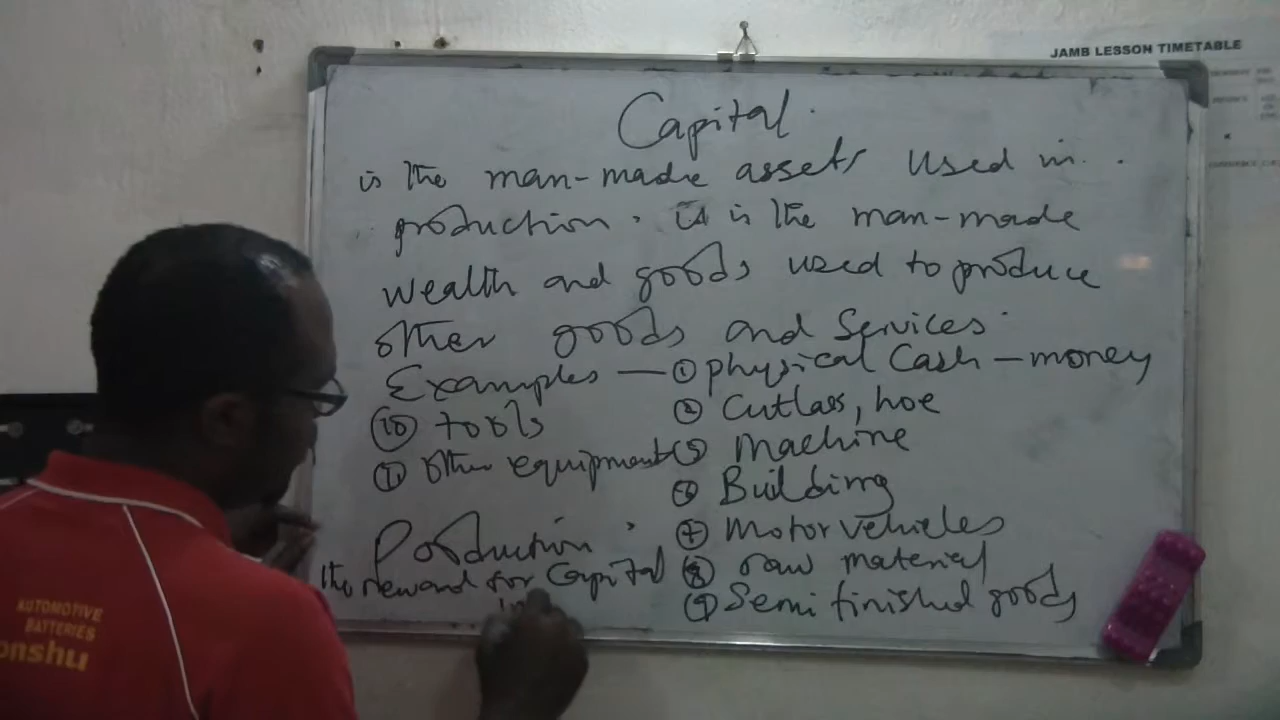 JAMB LESSON TIMETABLE
Capital.
is the man-made assets used in
production. it is the man-made
wealth and goods used to produce
other goods and services.
Examples — ① physical Cash – money
② Cutlass, hoe
⑤ Machine
Building
⑦ Motor vehicles
⑧ raw material
⑨ Semi finished goods
⑩ tools
⑪ other equipment
Production
the reward for Capital
AUTOMOTIVE
BATTERIES
onshu